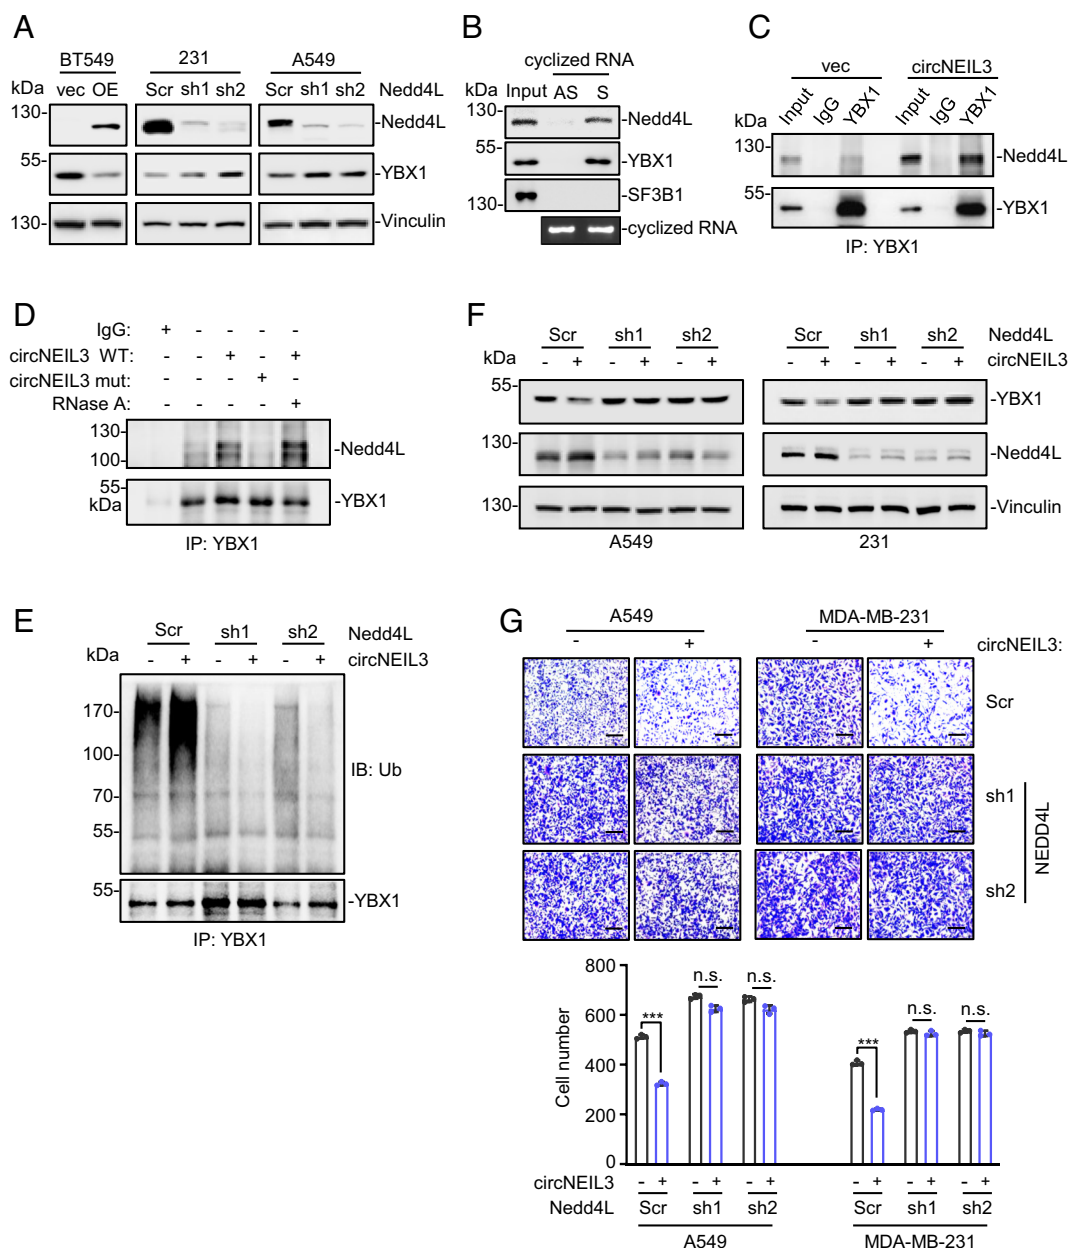 A
BT549 231 A549
kDa vec OE Scr sh1 sh2 Scr sh1 sh2 Nedd4L
130- -Nedd4L
55- -YBX1
130- -Vinculin
B
cyclized RNA
kDa Input AS S
130- -Nedd4L
55- -YBX1
130- -SF3B1
-cyclized RNA
C
vec circNEIL3
kDa Input IgG YBX1 Input IgG YBX1
130- -Nedd4L
55- -YBX1
IP: YBX1
D
IgG: + - - - -
circNEIL3 WT: - - + - +
circNEIL3 mut: - - - + -
RNase A: - - - - +
130-
100- -Nedd4L
55-
kDa -YBX1
IP: YBX1
F
Scr sh1 sh2 Scr sh1 sh2 Nedd4L
kDa - + - + - + - + - + - + circNEIL3
55- -YBX1
130- -Nedd4L
130- -Vinculin
A549 231
E
Scr sh1 sh2 Nedd4L
kDa - + - + - + circNEIL3
170-
100-
IB: Ub
70-
55-
55- -YBX1
IP: YBX1
G
A549 MDA-MB-231
- + - + circNEIL3:
Scr
sh1
sh2
NEDD4L
Cell number
800
600
400
200
0
*** n.s. n.s. *** n.s. n.s.
circNEIL3 - + - + - + - + - + - +
Nedd4L Scr sh1 sh2 Scr sh1 sh2
A549 MDA-MB-231